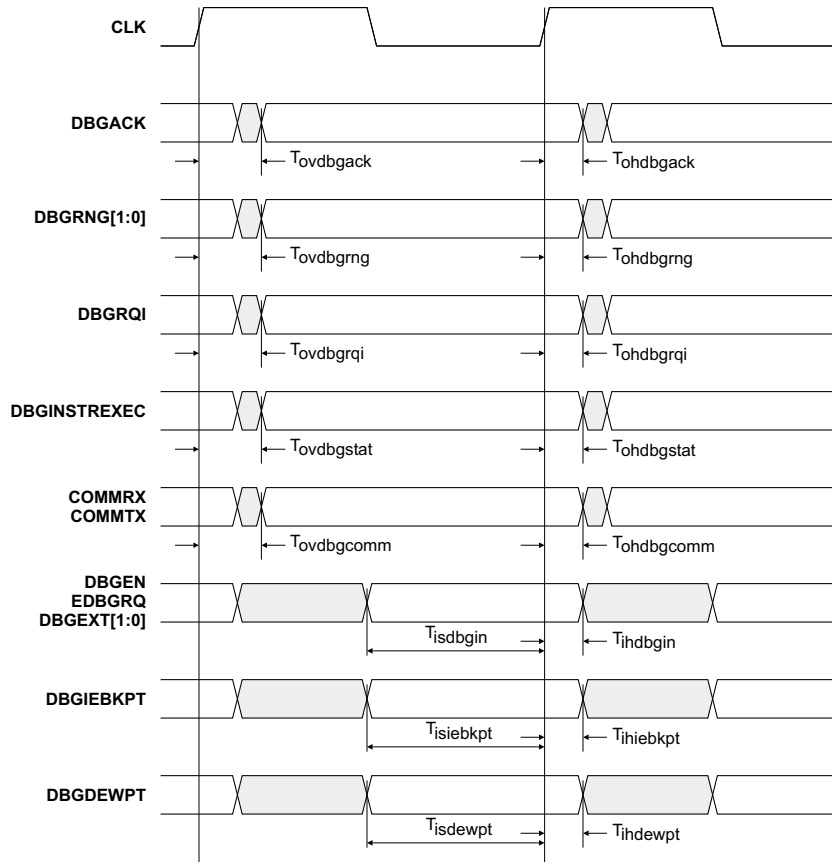 CLK
DBGACK
Tovdbgack
Tohdbgack
DBGRNG[1:0]
Tovdbgrng
Tohdbgrng
DBGRQI
Tovdbgrqi
Tohdbgrqi
DBGINSTREXEC
Tovdbgstat
Tohdbgstat
COMMRX
COMMTX
Tovdbgcomm
Tohdbgcomm
DBGEN
EDBGRQ
DBGEXT[1:0]
Tisdbgin
Tihdbgin
DBGIEBKPT
Tisiebkpt
Tihiebkpt
DBGDEWPT
Tisdewpt
Tihdewpt